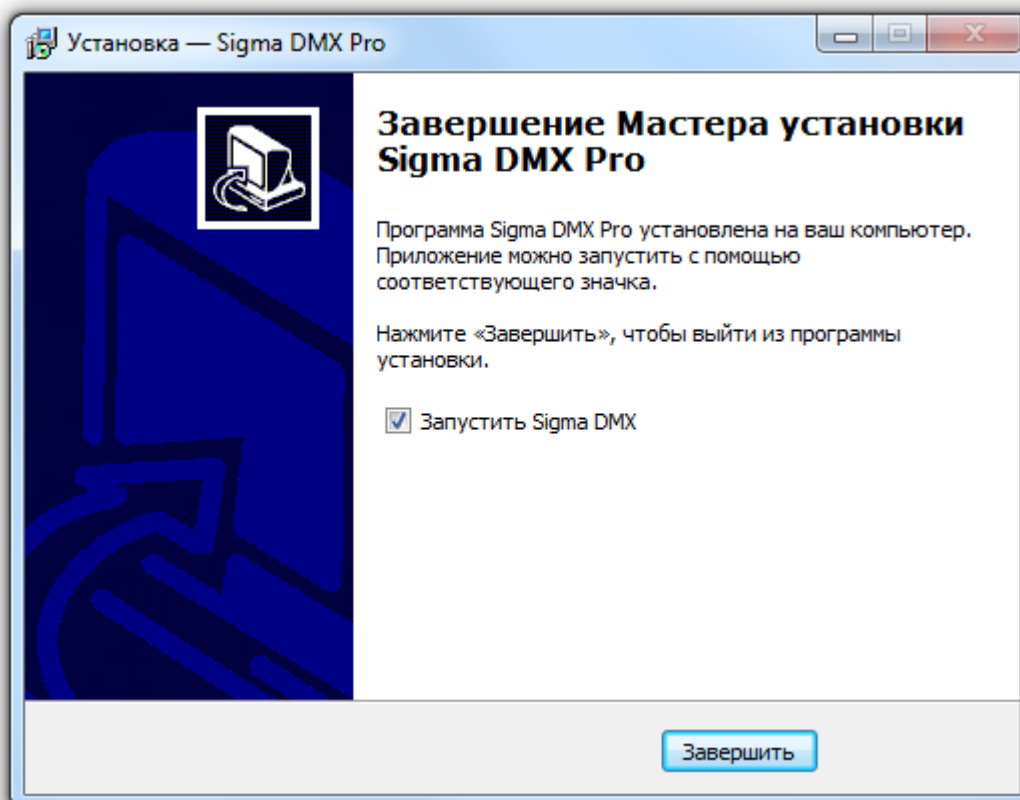 Установка — Sigma DMX Pro
Завершение Мастера установки
Sigma DMX Pro
Программа Sigma DMX Pro установлена на ваш компьютер.
Приложение можно запустить с помощью
соответствующего значка.
Нажмите «Завершить», чтобы выйти из программы
установки.
Запустить Sigma DMX
Завершить